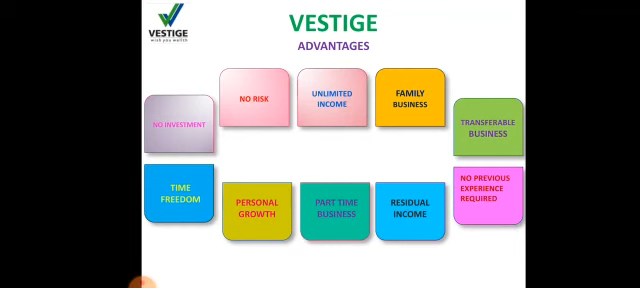 VESTIGE
wish you wellth
VESTIGE
ADVANTAGES
NO INVESTMENT
NO RISK
UNLIMITED
INCOME
FAMILY
BUSINESS
TRANSFERABLE
BUSINESS
TIME
FREEDOM
PERSONAL
GROWTH
PART TIME
BUSINESS
RESIDUAL
INCOME
NO PREVIOUS
EXPERIENCE
REQUIRED